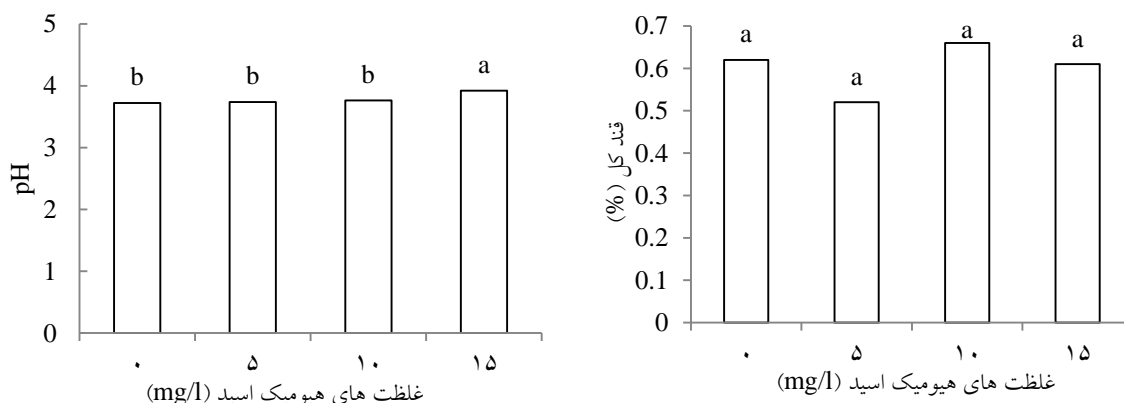 pH
5
4
3
2
1
0
b
b
b
a
۰
۵
۱۰
۱۵
غلظت های هیومیک اسید (mg/l)
قند کل (%)
0.7
0.6
0.5
0.4
0.3
0.2
0.1
0
a
a
a
a
۰
۵
۱۰
۱۵
غلظت های هیومیک اسید (mg/l)